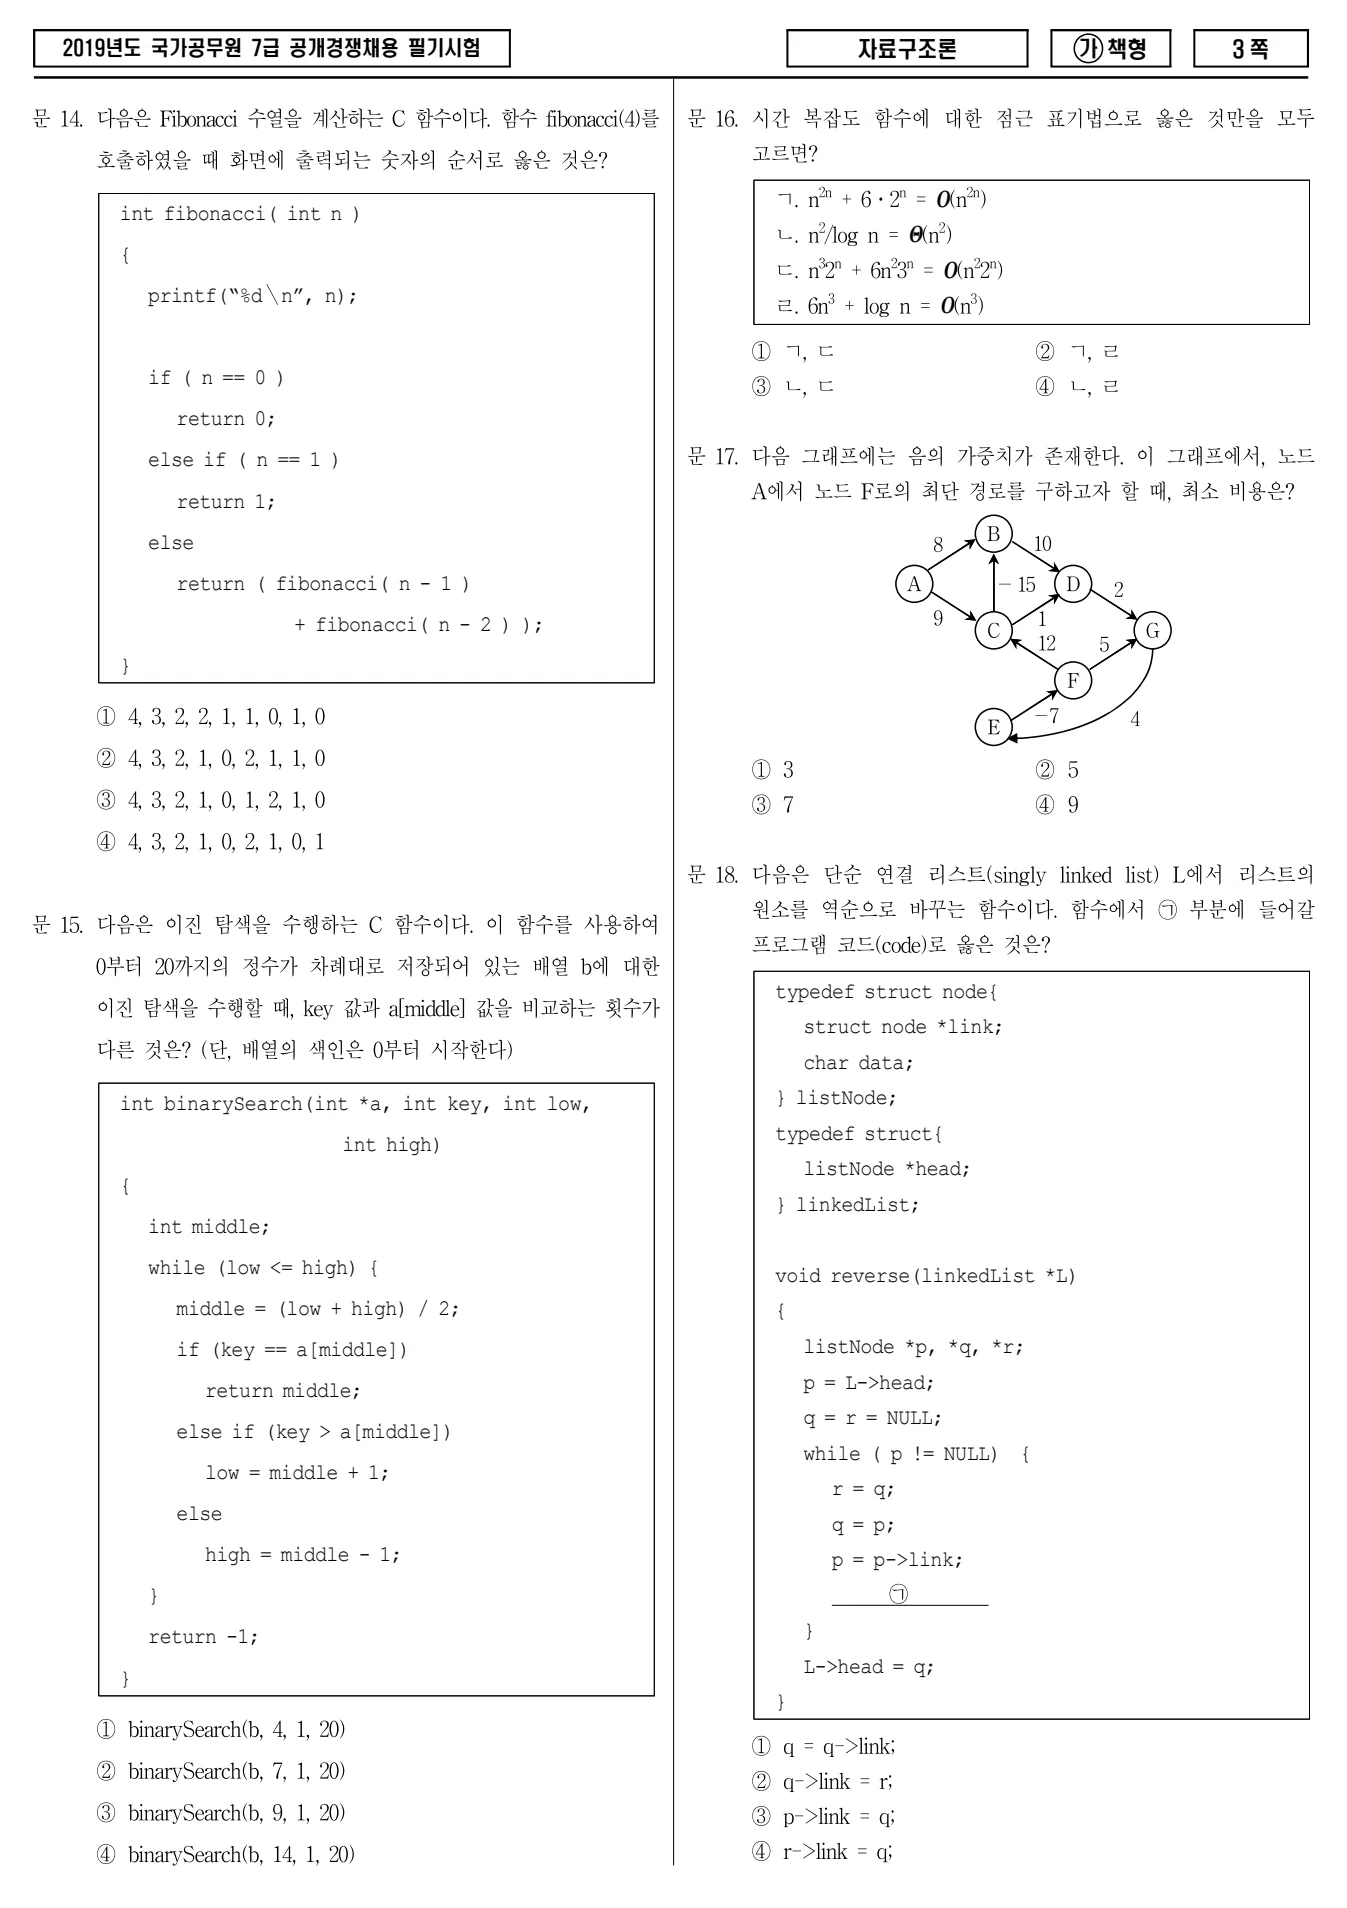 2019년도 국가공무원 7급 공개경쟁채용 필기시험
자료구조론
㉮ 책형
3 쪽
문 14. 다음은 Fibonacci 수열을 계산하는 C 함수이다. 함수 fibonacci(4)를
호출하였을 때 화면에 출력되는 숫자의 순서로 옳은 것은?
int fibonacci( int n )
{
printf(“%d\n”, n);
if ( n == 0 )
return 0;
else if ( n == 1 )
return 1;
else
return ( fibonacci( n - 1 )
+ fibonacci( n - 2 ) );
}
① 4, 3, 2, 2, 1, 1, 0, 1, 0
② 4, 3, 2, 1, 0, 2, 1, 1, 0
③ 4, 3, 2, 1, 0, 1, 2, 1, 0
④ 4, 3, 2, 1, 0, 2, 1, 0, 1
문 15. 다음은 이진 탐색을 수행하는 C 함수이다. 이 함수를 사용하여
0부터 20까지의 정수가 차례대로 저장되어 있는 배열 b에 대한
이진 탐색을 수행할 때, key 값과 a[middle] 값을 비교하는 횟수가
다른 것은? (단, 배열의 색인은 0부터 시작한다)
int binarySearch(int *a, int key, int low,
int high)
{
int middle;
while (low <= high) {
middle = (low + high) / 2;
if (key == a[middle])
return middle;
else if (key > a[middle])
low = middle + 1;
else
high = middle - 1;
}
return -1;
}
① binarySearch(b, 4, 1, 20)
② binarySearch(b, 7, 1, 20)
③ binarySearch(b, 9, 1, 20)
④ binarySearch(b, 14, 1, 20)
문 16. 시간 복잡도 함수에 대한 점근 표기법으로 옳은 것만을 모두
고르면?
ㄱ. n²ⁿ + 6·2ⁿ = O(n²ⁿ)
ㄴ. n²/log n = Θ(n²)
ㄷ. n³2ⁿ + 6n²3ⁿ = O(n²2ⁿ)
ㄹ. 6n³ + log n = O(n³)
① ㄱ, ㄷ ② ㄱ, ㄹ
③ ㄴ, ㄷ ④ ㄴ, ㄹ
문 17. 다음 그래프에는 음의 가중치가 존재한다. 이 그래프에서, 노드
A에서 노드 F로의 최단 경로를 구하고자 할 때, 최소 비용은?
B
8 10
A -15 D 2
9 C 1 G
12 5
F
E -7 4
① 3 ② 5
③ 7 ④ 9
문 18. 다음은 단순 연결 리스트(singly linked list) L에서 리스트의
원소를 역순으로 바꾸는 함수이다. 함수에서 ㉠ 부분에 들어갈
프로그램 코드(code)로 옳은 것은?
typedef struct node{
struct node *link;
char data;
} listNode;
typedef struct{
listNode *head;
} linkedList;
void reverse(linkedList *L)
{
listNode *p, *q, *r;
p = L->head;
q = r = NULL;
while ( p != NULL) {
r = q;
q = p;
p = p->link;
㉠
}
L->head = q;
}
① q = q->link;
② q->link = r;
③ p->link = q;
④ r->link = q;